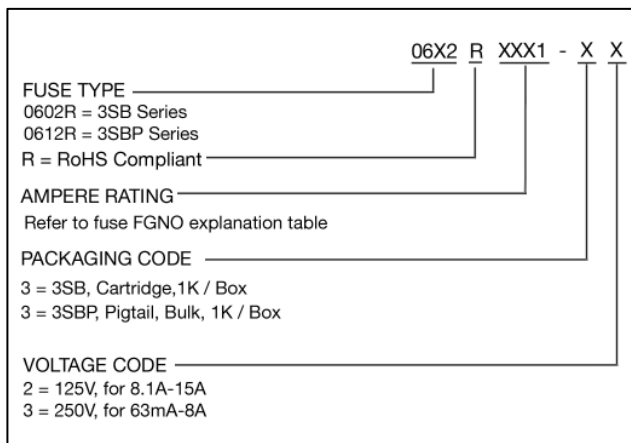 06X2 R XXX1 - X X
FUSE TYPE
0602R = 3SB Series
0612R = 3SBP Series
R = RoHS Compliant
AMPERE RATING
Refer to fuse FGNO explanation table
PACKAGING CODE
3 = 3SB, Cartridge,1K / Box
3 = 3SBP, Pigtail, Bulk, 1K / Box
VOLTAGE CODE
2 = 125V, for 8.1A-15A
3 = 250V, for 63mA-8A